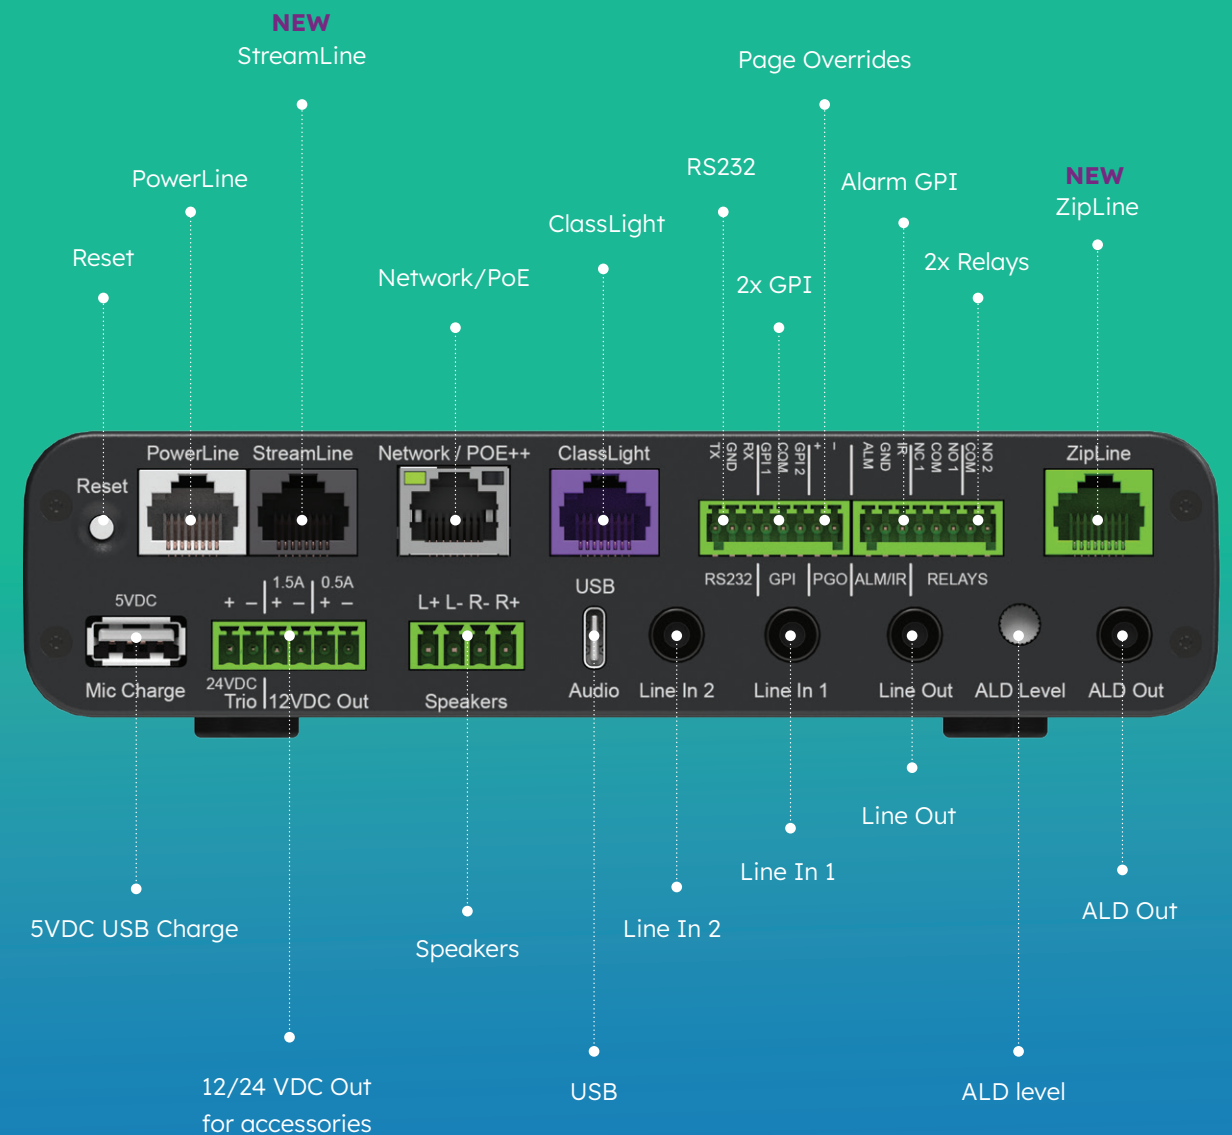 NEW
StreamLine
Page Overrides
RS232
PowerLine
Alarm GPI
NEW
ZipLine
ClassLight
Reset
Network/PoE
2x GPI
2x Relays
PowerLine StreamLine Network / POE++ ClassLight
TX GND RX GPI 1 COM GPI 2 + − ALM GND IR NC 1 COM NO 1 COM NO 2
ZipLine
Reset
RS232 GPI PGO ALM/IR RELAYS
5VDC
1.5A 0.5A
+ − + − + −
L+ L- R- R+
USB
Mic Charge
24VDC
Trio 12VDC Out
Speakers
Audio Line In 2 Line In 1 Line Out ALD Level ALD Out
Line Out
Line In 1
ALD Out
5VDC USB Charge
Line In 2
Speakers
12/24 VDC Out
for accessories
USB
ALD level